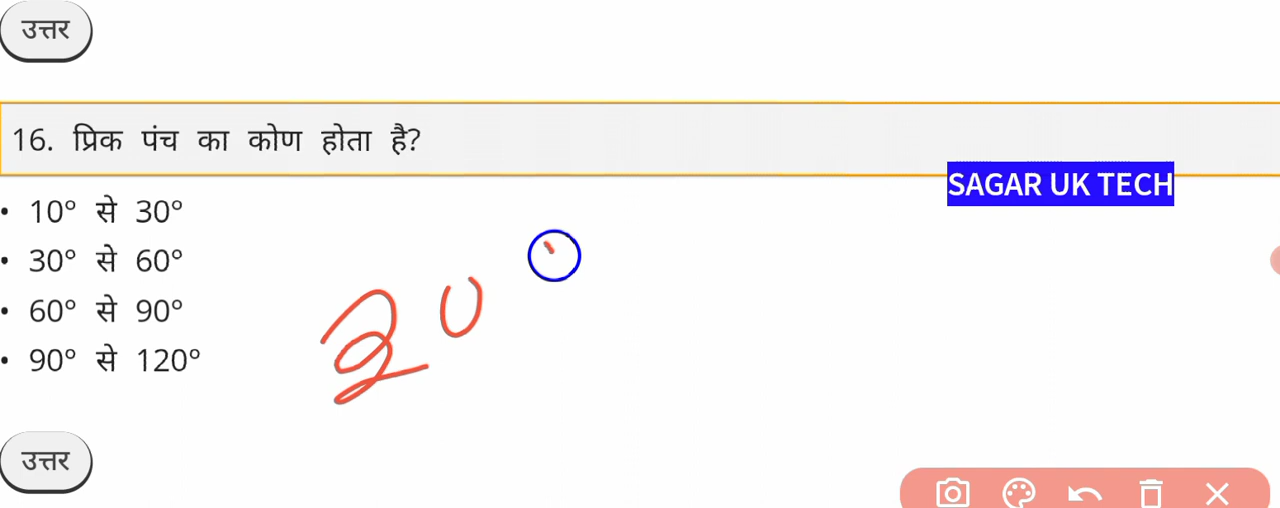 उत्तर
16. प्रिक पंच का कोण होता है?
SAGAR UK TECH
• 10° से 30°
• 30° से 60°
• 60° से 90°
• 90° से 120°
30
उत्तर